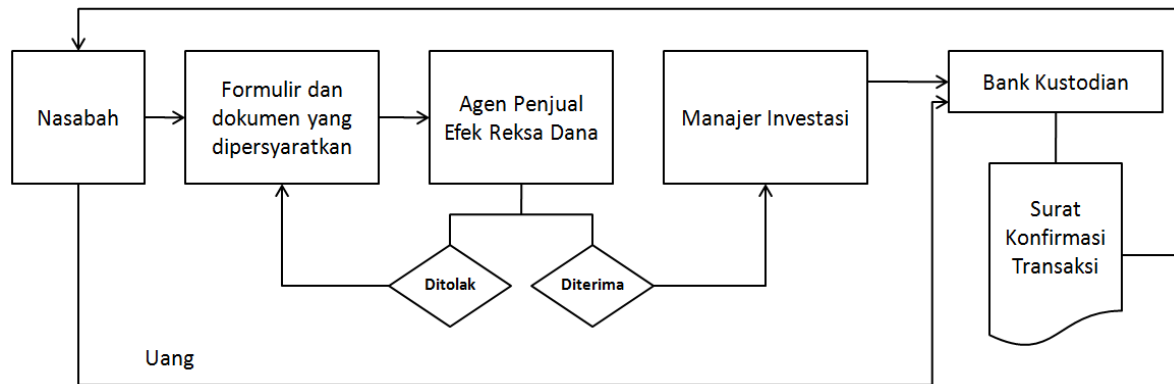 Nasabah
Formulir dan
dokumen yang
dipersyaratkan
Agen Penjual
Efek Reksa Dana
Manajer Investasi
Bank Kustodian
Surat
Konfirmasi
Transaksi
Ditolak
Diterima
Uang